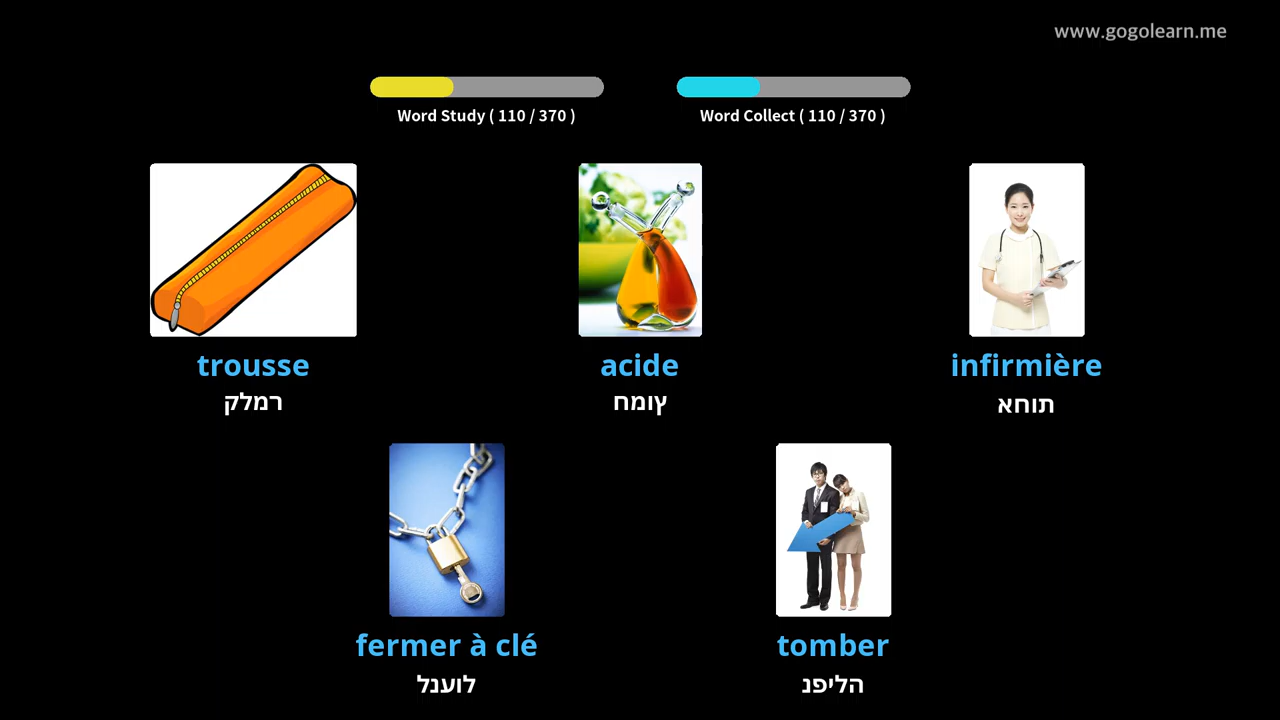 www.gogolearn.me
Word Study ( 110 / 370 )
Word Collect ( 110 / 370 )
trousse
רמלק
acide
ץומח
infirmière
תוחא
fermer à clé
לוענל
tomber
הליפנ